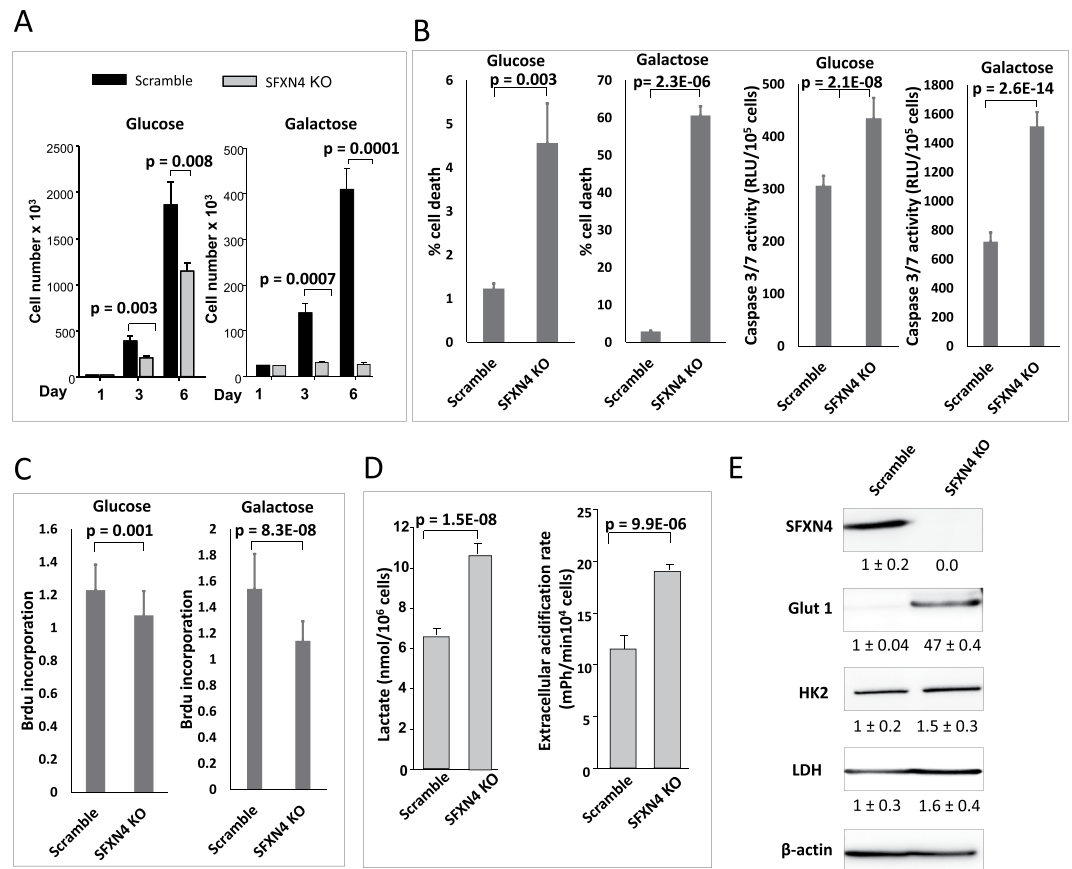 A
Scramble SFXN4 KO
Glucose Galactose
Cell number x 10³
2500
2000
1500
1000
500
0
p = 0.003
p = 0.008
Day 1 3 6
Cell number x 10³
500
400
300
200
100
0
p = 0.0007
p = 0.0001
Day 1 3 6
B
Glucose
p = 0.003
% cell death
6
5
4
3
2
1
0
Scramble
SFXN4 KO
Galactose
p= 2.3E-06
% cell daeth
70
60
50
40
30
20
10
0
Scramble
SFXN4 KO
Glucose
p = 2.1E-08
Caspase 3/7 activity (RLU/10⁵ cells)
500
400
300
200
100
0
Scramble
SFXN4 KO
Galactose
p = 2.6E-14
Caspase 3/7 activity (RLU/10⁵ cells)
1800
1600
1400
1200
1000
800
600
400
200
0
Scramble
SFXN4 KO
C
Glucose
p = 0.001
Brdu incorporation
1.6
1.4
1.2
1
0.8
0.6
0.4
0.2
0
Scramble
SFXN4 KO
Galactose
p = 8.3E-08
Brdu incorporation
2
1.8
1.6
1.4
1.2
1
0.8
0.6
0.4
0.2
0
Scramble
SFXN4 KO
D
p = 1.5E-08
Lactate (nmol/10⁶ cells)
12
10
8
6
4
2
0
Scramble
SFXN4 KO
p = 9.9E-06
Extracellular acidification rate
(mPh/min10⁴ cells)
25
20
15
10
5
0
Scramble
SFXN4 KO
E
Scramble SFXN4 KO
SFXN4
1 ± 0.2 0.0
Glut 1
1 ± 0.04 47 ± 0.4
HK2
1 ± 0.2 1.5 ± 0.3
LDH
1 ± 0.3 1.6 ± 0.4
β-actin